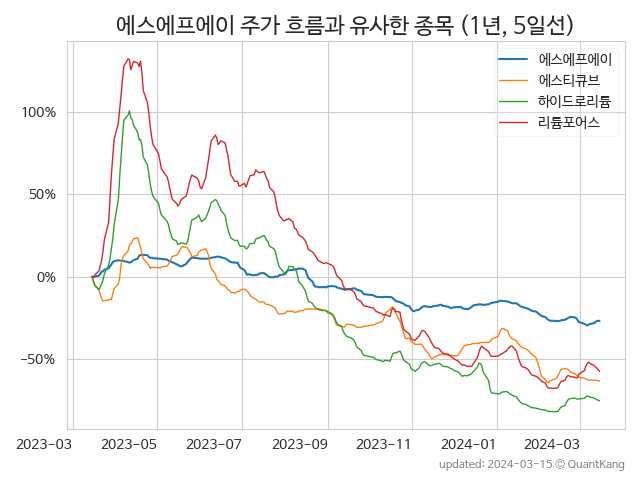 에스에프에이 주가 흐름과 유사한 종목 (1년, 5일선)
에스에프에이
에스티큐브
하이드로리튬
리튬포어스
100%
50%
0%
−50%
2023-03 2023-05 2023-07 2023-09 2023-11 2024-01 2024-03
updated: 2024-03-15 © QuantKang